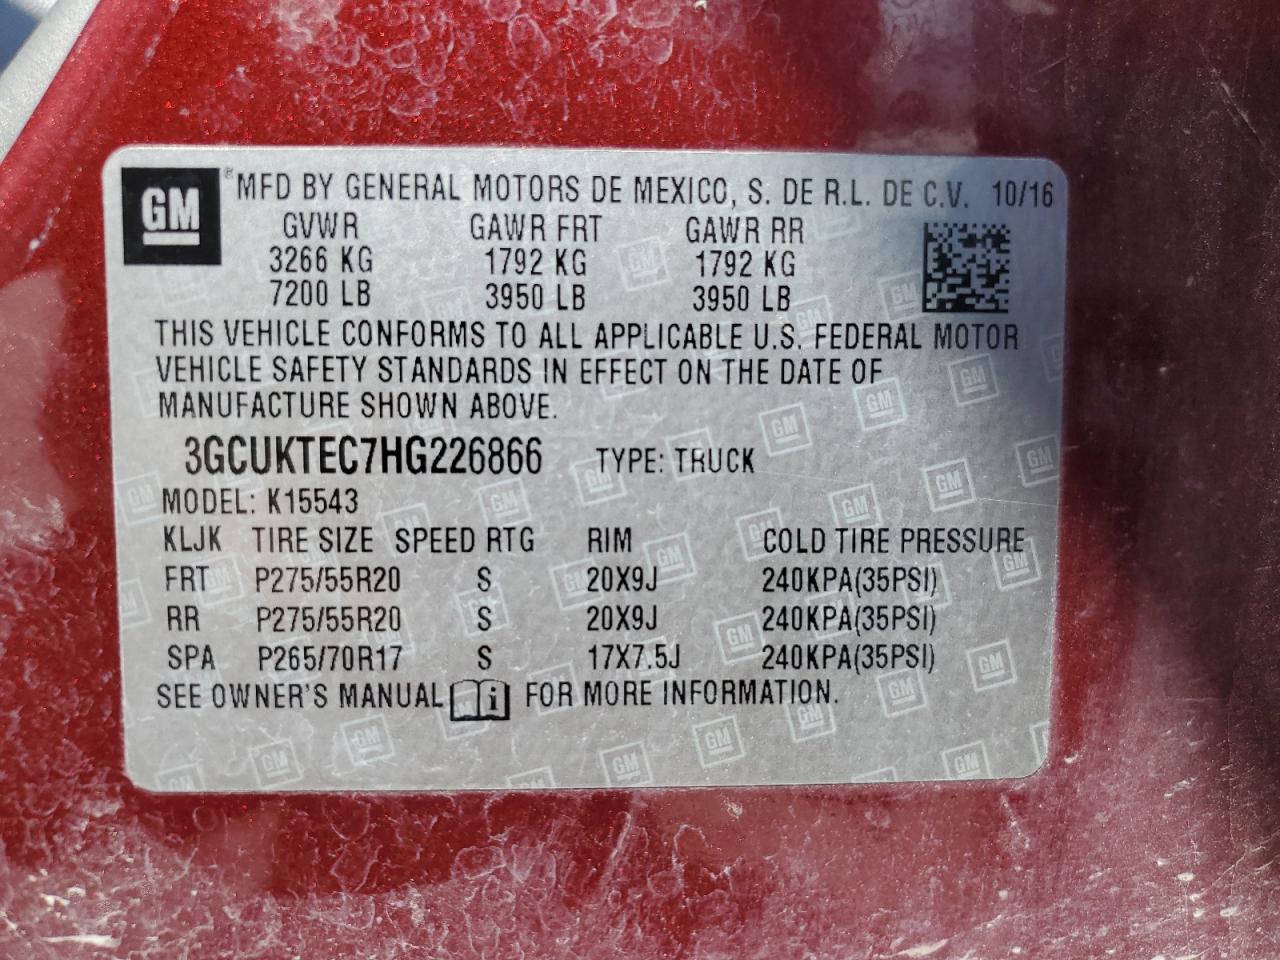 GM ® MFD BY GENERAL MOTORS DE MEXICO, S. DE R.L. DE C.V. 10/16
GVWR GAWR FRT GAWR RR
3266 KG 1792 KG 1792 KG
7200 LB 3950 LB 3950 LB
THIS VEHICLE CONFORMS TO ALL APPLICABLE U.S. FEDERAL MOTOR
VEHICLE SAFETY STANDARDS IN EFFECT ON THE DATE OF
MANUFACTURE SHOWN ABOVE.
3GCUKTEC7HG226866 TYPE: TRUCK
MODEL: K15543
KLJK TIRE SIZE SPEED RTG RIM COLD TIRE PRESSURE
FRT P275/55R20 S 20X9J 240KPA(35PSI)
RR P275/55R20 S 20X9J 240KPA(35PSI)
SPA P265/70R17 S 17X7.5J 240KPA(35PSI)
SEE OWNER'S MANUAL i FOR MORE INFORMATION.